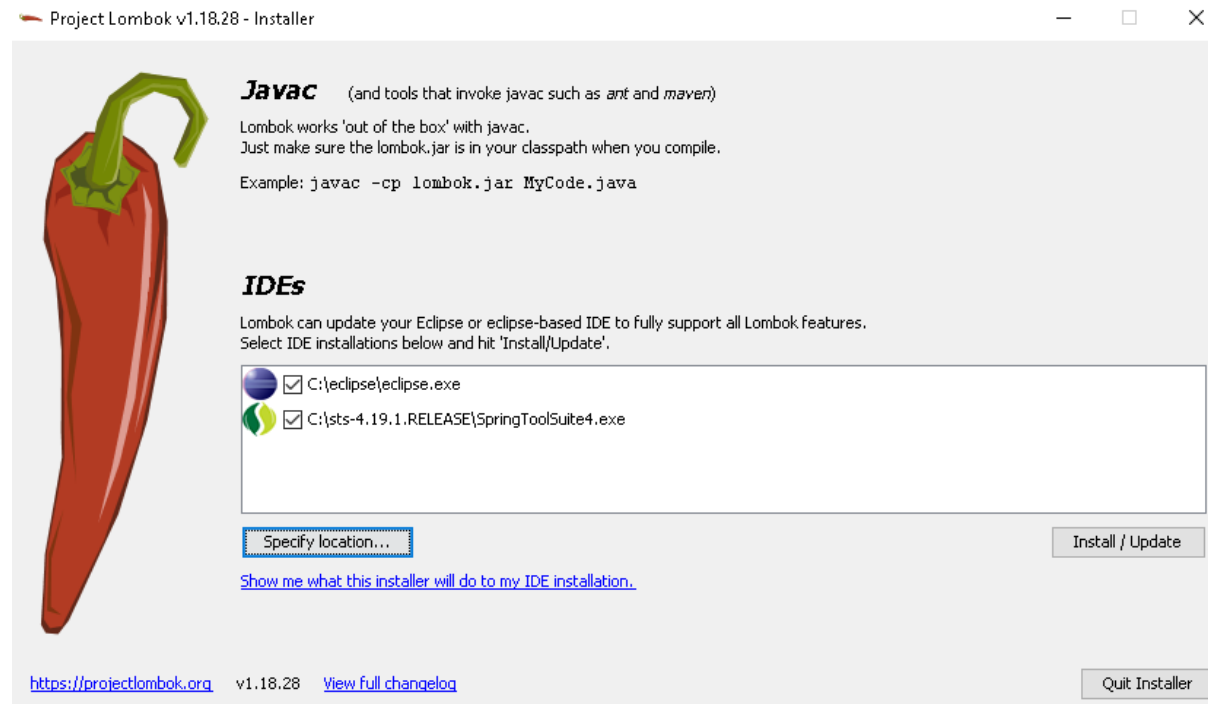 Project Lombok v1.18.28 - Installer
Javac (and tools that invoke javac such as ant and maven)
Lombok works 'out of the box' with javac.
Just make sure the lombok.jar is in your classpath when you compile.
Example: javac -cp lombok.jar MyCode.java
IDEs
Lombok can update your Eclipse or eclipse-based IDE to fully support all Lombok features.
Select IDE installations below and hit 'Install/Update'.
C:\eclipse\eclipse.exe
C:\sts-4.19.1.RELEASE\SpringToolSuite4.exe
Specify location... Install / Update
Show me what this installer will do to my IDE installation.
https://projectlombok.org v1.18.28 View full changelog Quit Installer